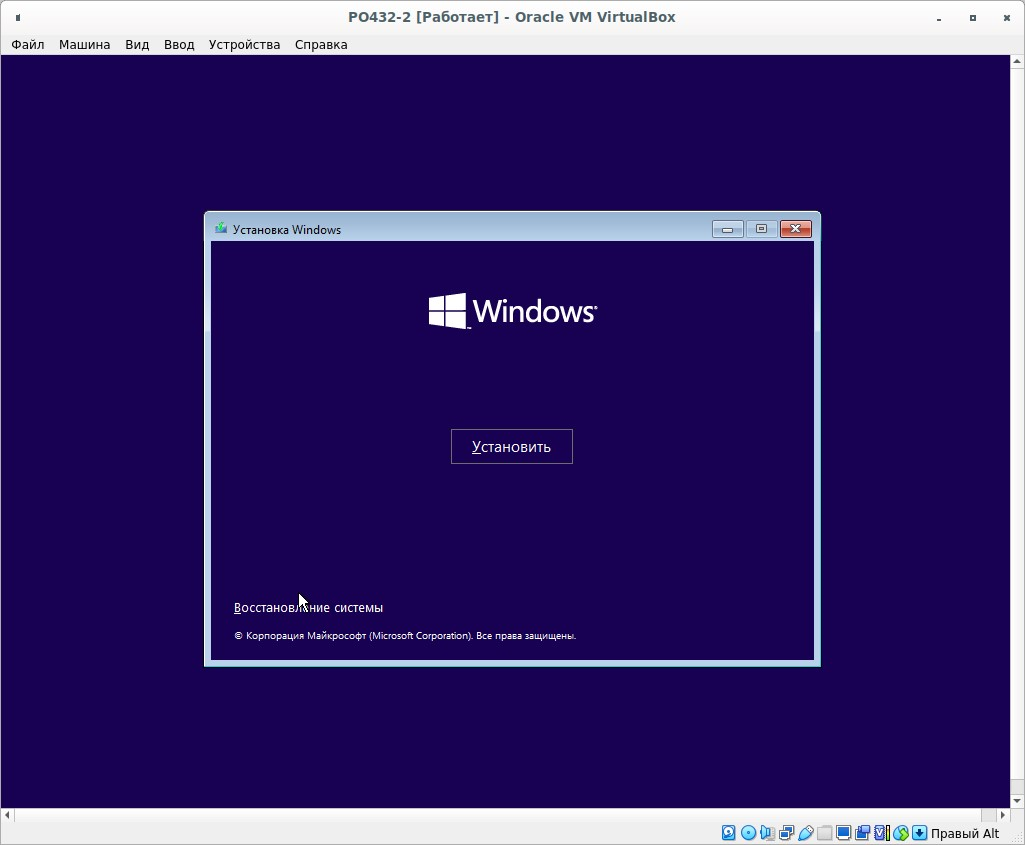 PO432-2 [Работает] - Oracle VM VirtualBox
Файл Машина Вид Ввод Устройства Справка
Установка Windows
Windows
Установить
Восстановление системы
© Корпорация Майкрософт (Microsoft Corporation). Все права защищены.
Правый Alt